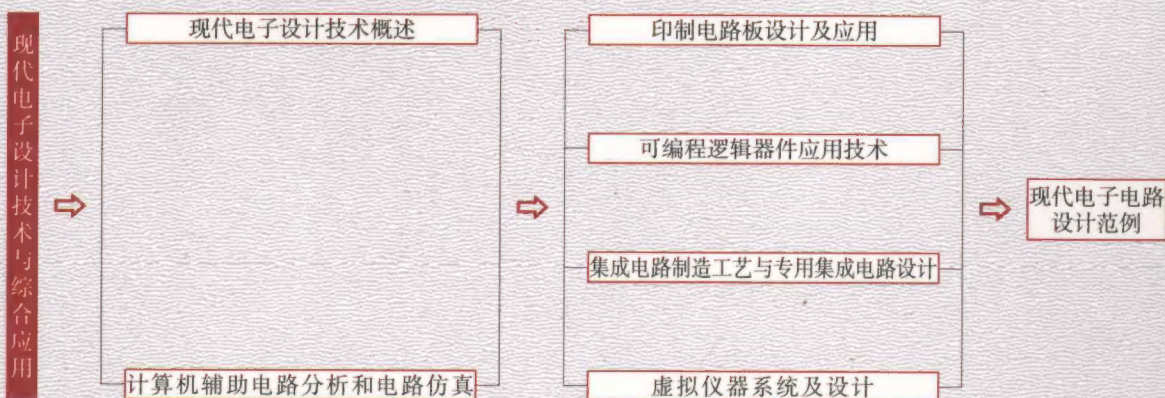 现代电子设计技术与综合应用
现代电子设计技术概述
计算机辅助电路分析和电路仿真
印制电路板设计及应用
可编程逻辑器件应用技术
集成电路制造工艺与专用集成电路设计
虚拟仪器系统及设计
现代电子电路
设计范例